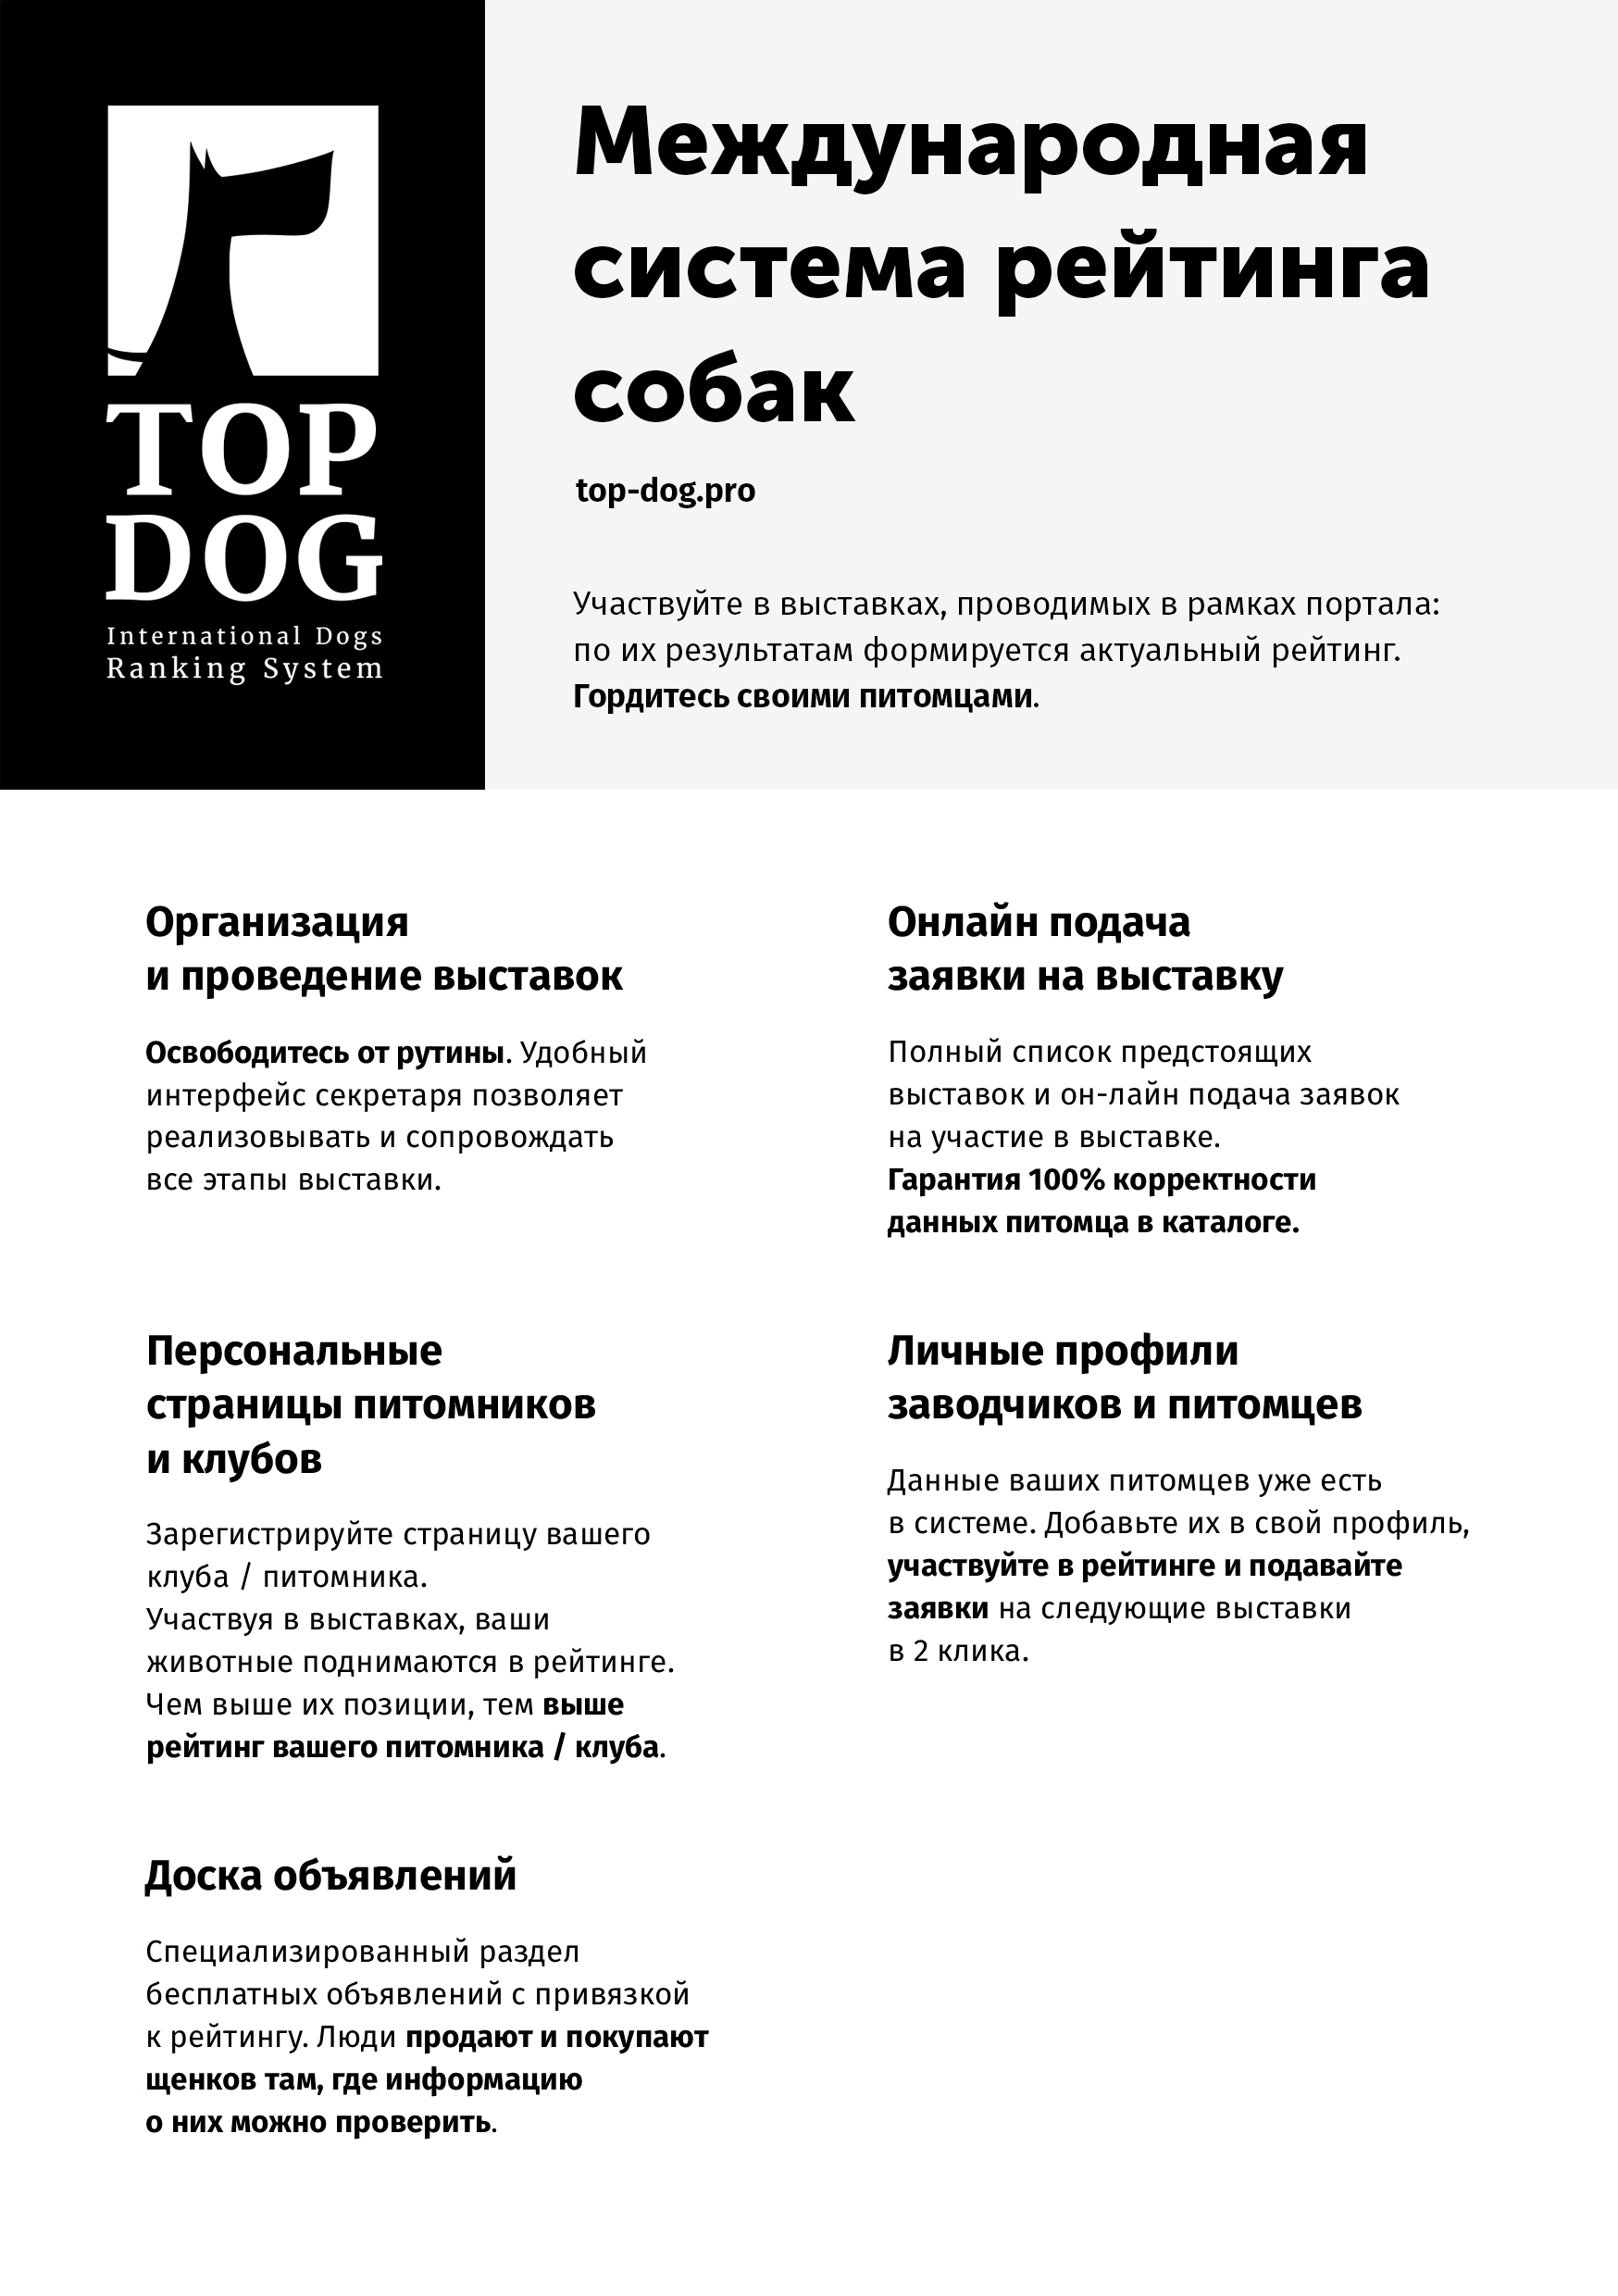 TOP
DOG
International Dogs
Ranking System
Международная
система рейтинга
собак
top-dog.pro
Участвуйте в выставках, проводимых в рамках портала:
по их результатам формируется актуальный рейтинг.
Гордитесь своими питомцами.
Организация
и проведение выставок
Освободитесь от рутины. Удобный
интерфейс секретаря позволяет
реализовывать и сопровождать
все этапы выставки.
Онлайн подача
заявки на выставку
Полный список предстоящих
выставок и он-лайн подача заявок
на участие в выставке.
Гарантия 100% корректности
данных питомца в каталоге.
Персональные
страницы питомников
и клубов
Зарегистрируйте страницу вашего
клуба / питомника.
Участвуя в выставках, ваши
животные поднимаются в рейтинге.
Чем выше их позиции, тем выше
рейтинг вашего питомника / клуба.
Личные профили
заводчиков и питомцев
Данные ваших питомцев уже есть
в системе. Добавьте их в свой профиль,
участвуйте в рейтинге и подавайте
заявки на следующие выставки
в 2 клика.
Доска объявлений
Специализированный раздел
бесплатных объявлений с привязкой
к рейтингу. Люди продают и покупают
щенков там, где информацию
о них можно проверить.